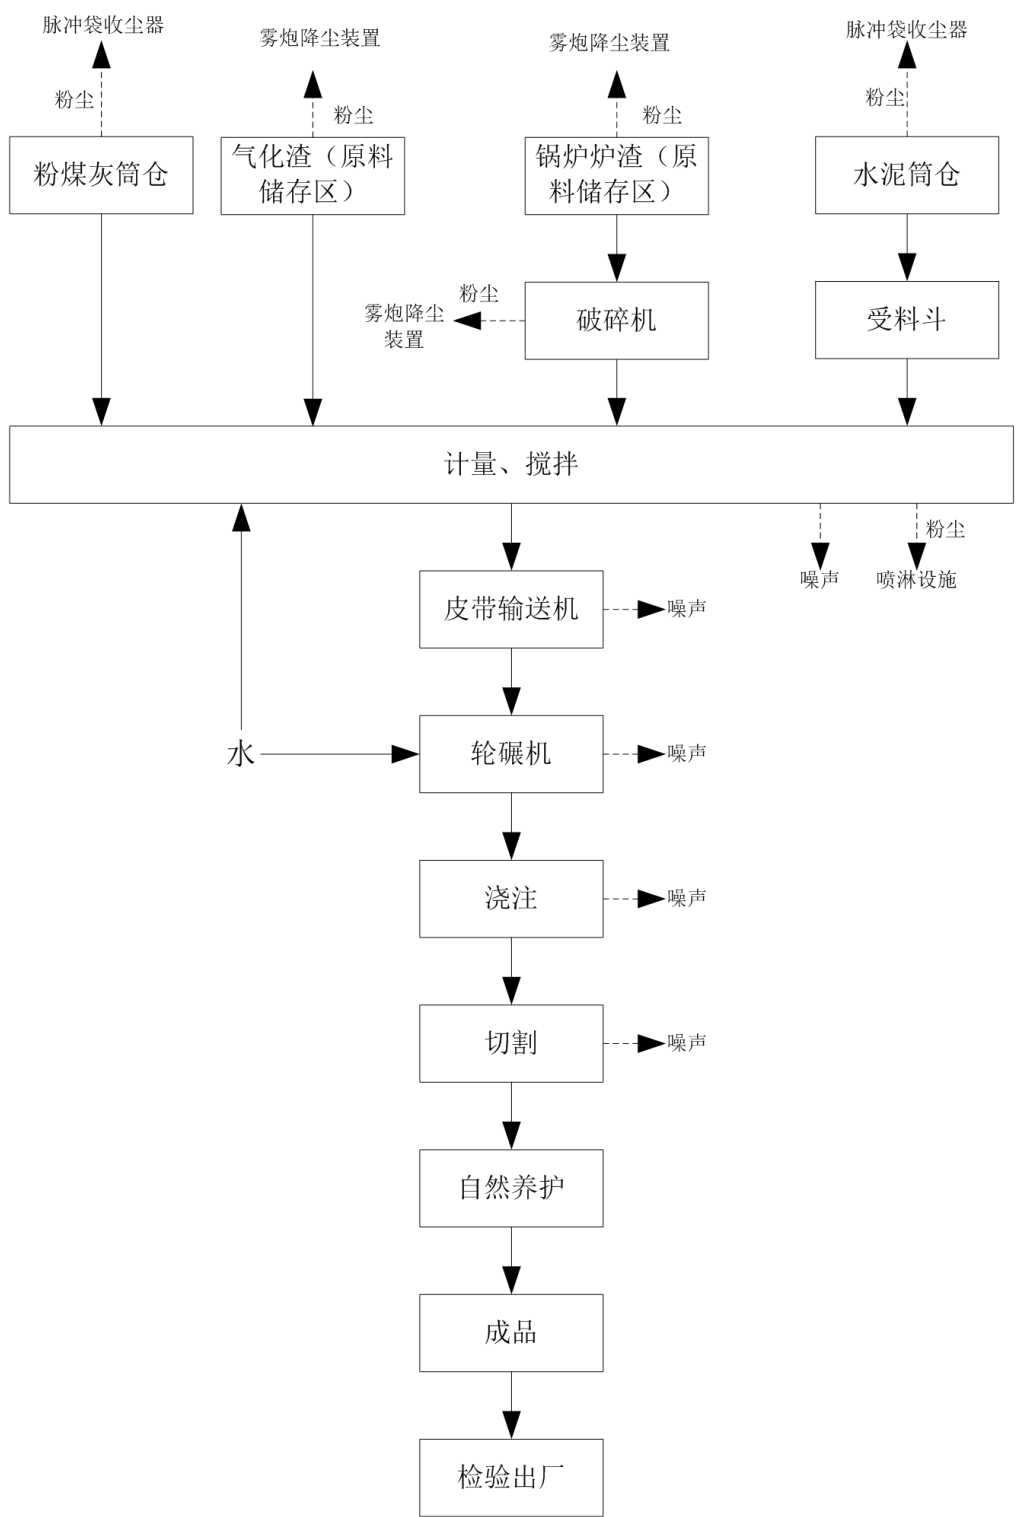 脉冲袋收尘器
雾炮降尘装置
雾炮降尘装置
脉冲袋收尘器
粉尘
粉尘
粉尘
粉尘
粉煤灰筒仓
气化渣（原料
储存区）
锅炉炉渣（原
料储存区）
水泥筒仓
粉尘
雾炮降尘
装置
破碎机
受料斗
计量、搅拌
粉尘
噪声
喷淋设施
皮带输送机
噪声
水
轮碾机
噪声
浇注
噪声
切割
噪声
自然养护
成品
检验出厂